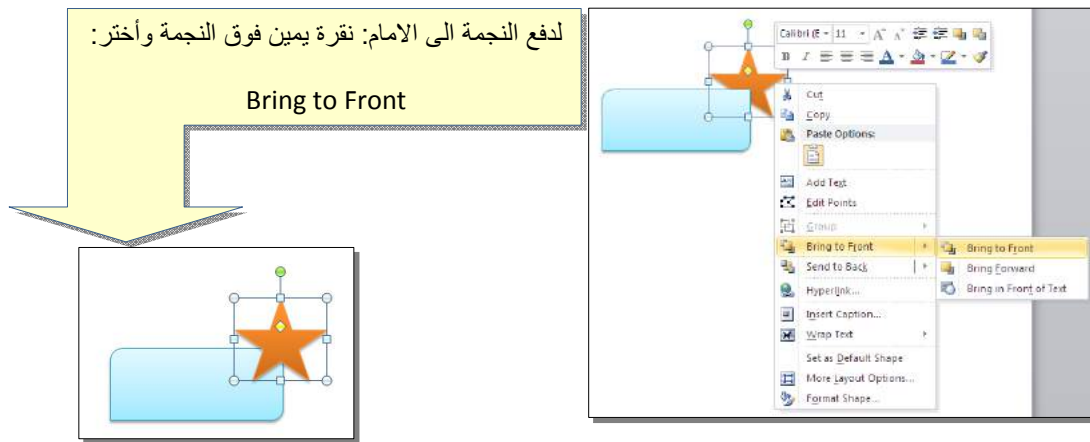 لدفع النجمة الى الامام: نقرة يمين فوق النجمة وأختر:
Bring to Front
Calibri (E 11 A A
B I A
Cut
Copy
Paste Options:
Add Text
Edit Points
Group
Bring to Front
Send to Back
Hyperlink...
Insert Caption...
Wrap Text
Set as Default Shape
More Layout Options...
Format Shape...
Bring to Front
Bring Forward
Bring in Front of Text